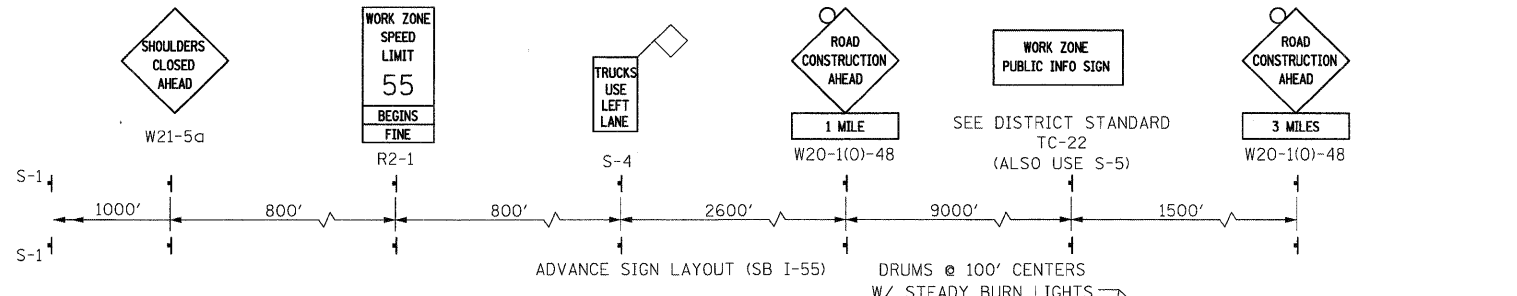 SHOULDERS
CLOSED
AHEAD
W21-5a
WORK ZONE
SPEED
LIMIT
55
BEGINS
FINE
R2-1
TRUCKS
USE
LEFT
LANE
S-4
ROAD
CONSTRUCTION
AHEAD
1 MILE
W20-1(O)-48
WORK ZONE
PUBLIC INFO SIGN
SEE DISTRICT STANDARD
TC-22
(ALSO USE S-5)
ROAD
CONSTRUCTION
AHEAD
3 MILES
W20-1(O)-48
S-1
1000' 800' 800' 2600' 9000' 1500'
S-1
ADVANCE SIGN LAYOUT (SB I-55)
DRUMS @ 100' CENTERS
W/ STEADY BURN LIGHTS